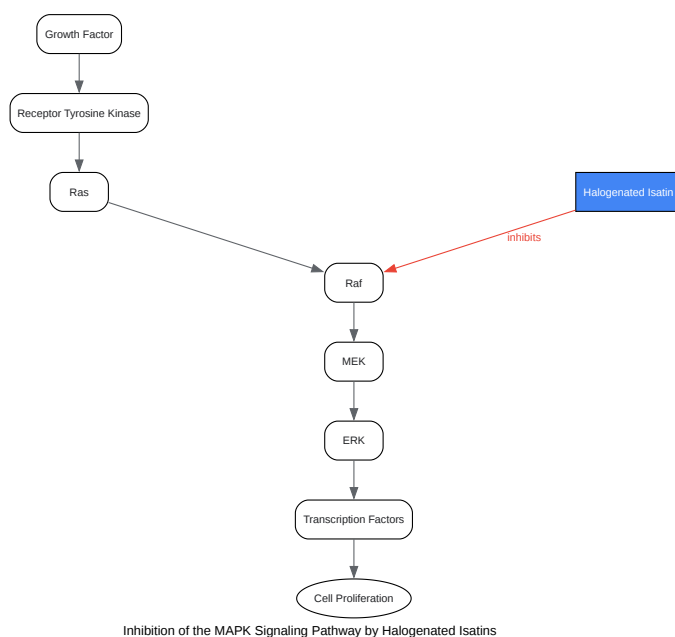 Growth Factor
Receptor Tyrosine Kinase
Ras
Halogenated Isatin
inhibits
Raf
MEK
ERK
Transcription Factors
Cell Proliferation
Inhibition of the MAPK Signaling Pathway by Halogenated Isatins